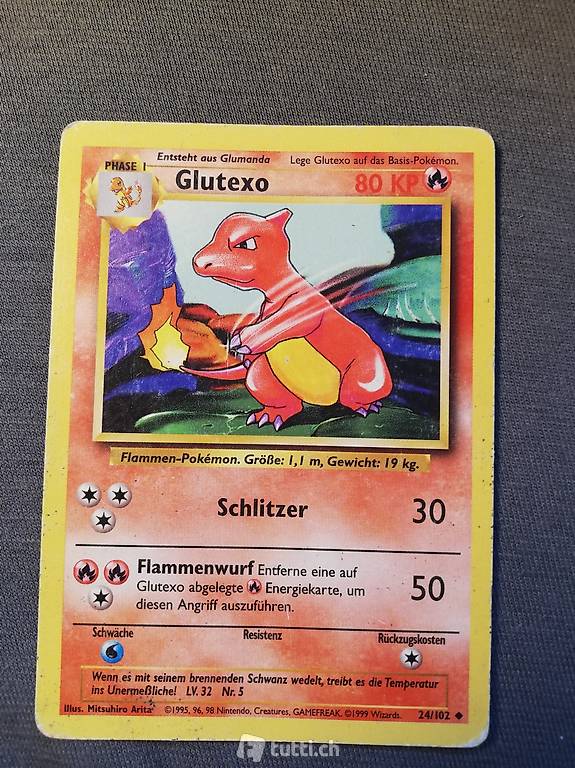 Entsteht aus Glumanda Lege Glutexo auf das Basis-Pokémon.
PHASE 1
Glutexo 80 KP
Flammen-Pokémon. Größe: 1,1 m, Gewicht: 19 kg.
Schlitzer 30
Flammenwurf Entferne eine auf
Glutexo abgelegte Energiekarte, um
diesen Angriff auszuführen.
50
Schwäche Resistenz Rückzugskosten
Wenn es mit seinem brennenden Schwanz wedelt, treibt es die Temperatur
ins Unermeßliche! LV. 32 Nr. 5
Illus. Mitsuhiro Arita ©1995, 96, 98 Nintendo, Creatures, GAMEFREAK. ©1999 Wizards. 24/102
tutti.ch